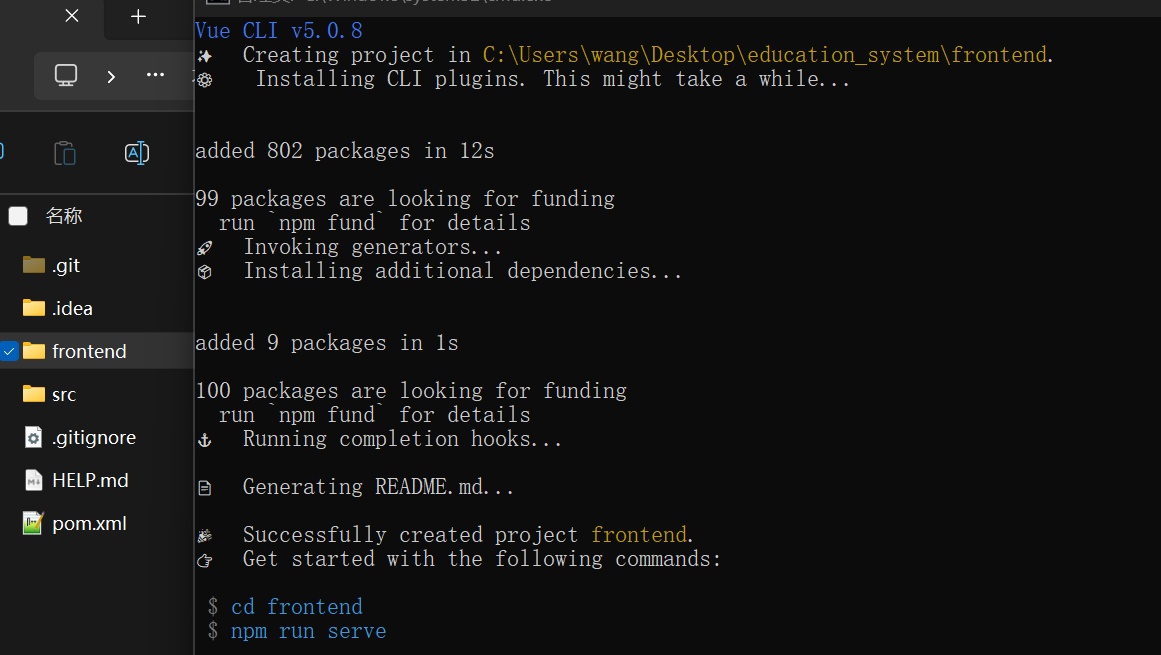 名称
.git
.idea
frontend
src
.gitignore
HELP.md
pom.xml
Vue CLI v5.0.8
Creating project in C:\Users\wang\Desktop\education_system\frontend.
Installing CLI plugins. This might take a while...
added 802 packages in 12s
99 packages are looking for funding
run `npm fund` for details
Invoking generators...
Installing additional dependencies...
added 9 packages in 1s
100 packages are looking for funding
run `npm fund` for details
Running completion hooks...
Generating README.md...
Successfully created project frontend.
Get started with the following commands:
$ cd frontend
$ npm run serve